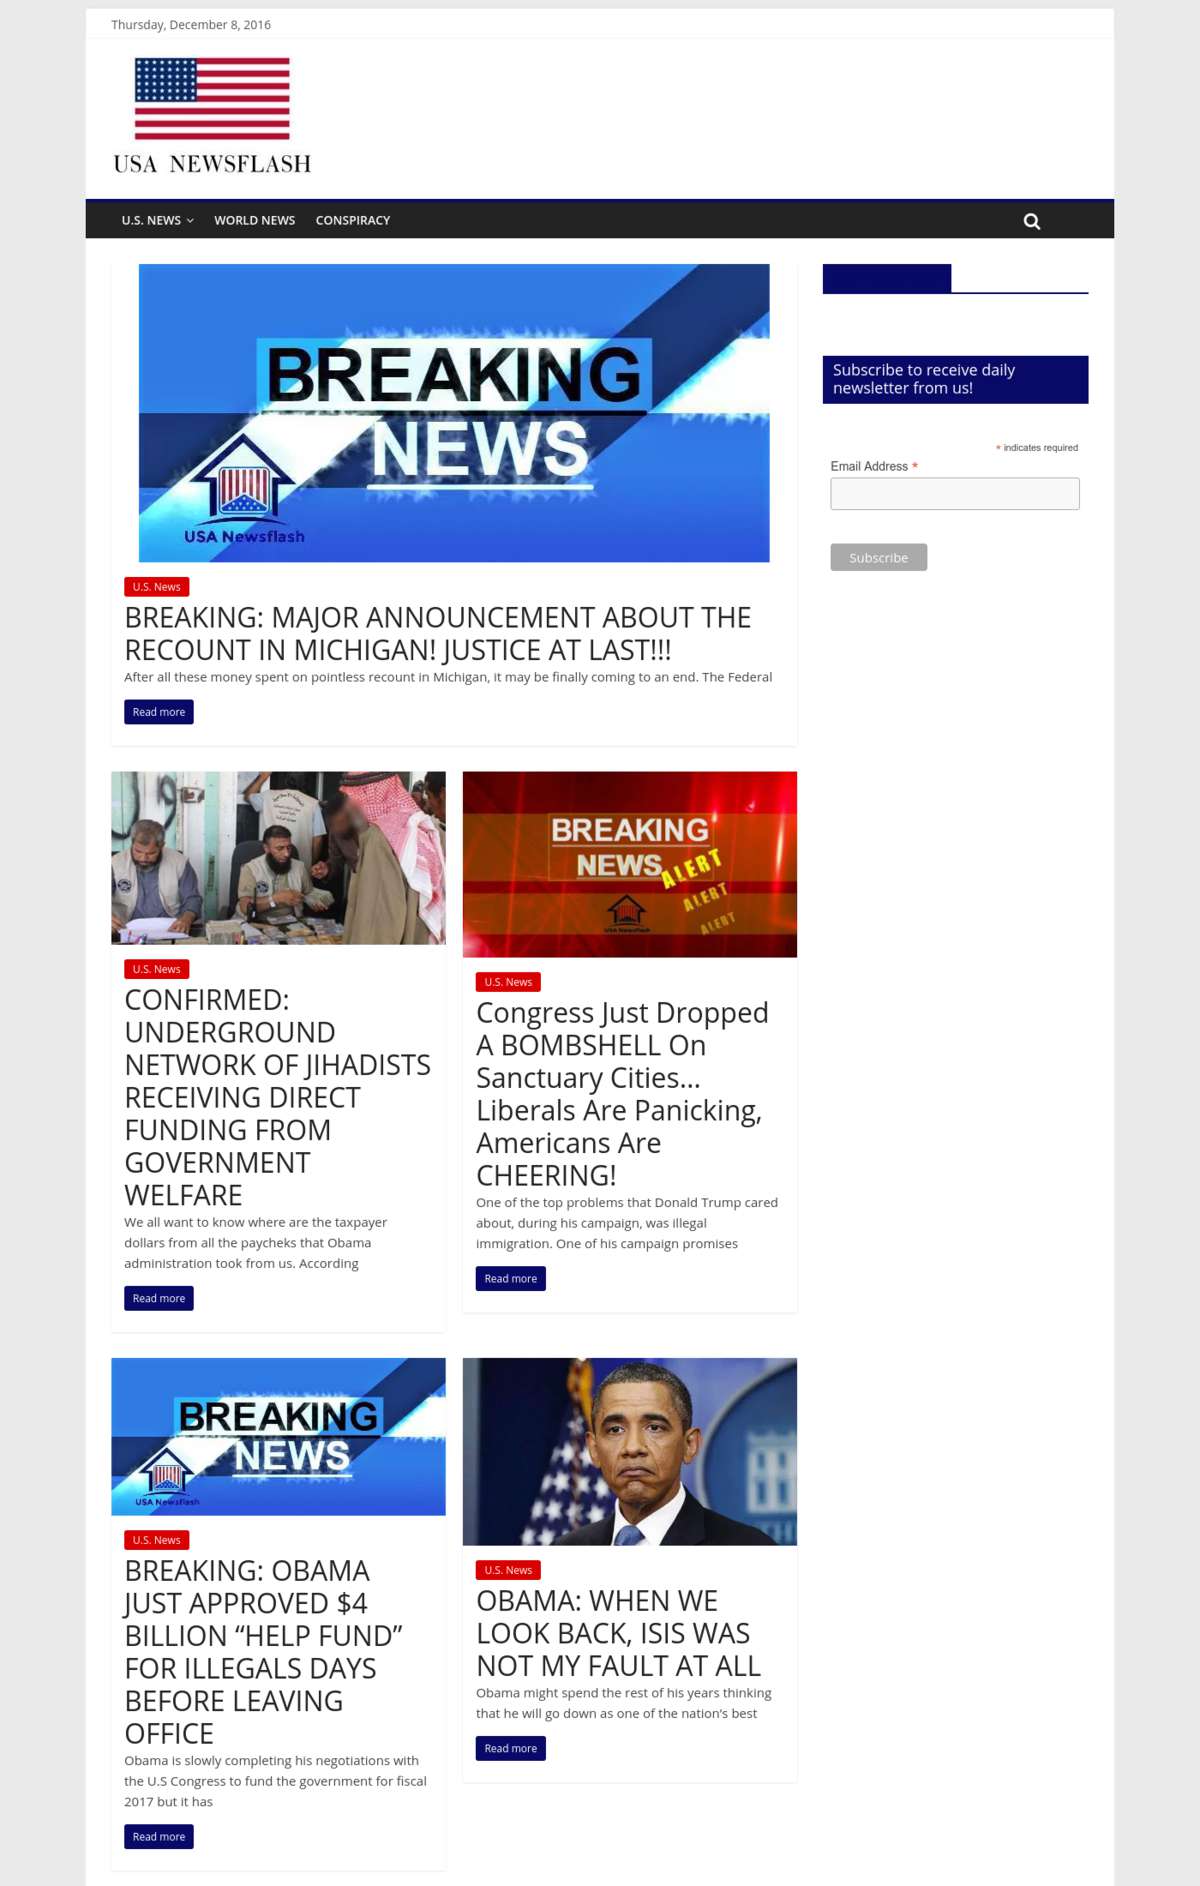 Thursday, December 8, 2016
USA NEWSFLASH
U.S. NEWS
WORLD NEWS
CONSPIRACY
BREAKING
NEWS
USA Newsflash
U.S. News
BREAKING: MAJOR ANNOUNCEMENT ABOUT THE
RECOUNT IN MICHIGAN! JUSTICE AT LAST!!!
After all these money spent on pointless recount in Michigan, it may be finally coming to an end. The Federal
Read more
Subscribe to receive daily
newsletter from us!
* indicates required
Email Address *
Subscribe
U.S. News
CONFIRMED:
UNDERGROUND
NETWORK OF JIHADISTS
RECEIVING DIRECT
FUNDING FROM
GOVERNMENT
WELFARE
We all want to know where are the taxpayer
dollars from all the paycheks that Obama
administration took from us. According
Read more
BREAKING
NEWS
ALERT
ALERT
ALERT
USA Newsflash
U.S. News
Congress Just Dropped
A BOMBSHELL On
Sanctuary Cities…
Liberals Are Panicking,
Americans Are
CHEERING!
One of the top problems that Donald Trump cared
about, during his campaign, was illegal
immigration. One of his campaign promises
Read more
BREAKING
NEWS
USA Newsflash
U.S. News
BREAKING: OBAMA
JUST APPROVED $4
BILLION “HELP FUND”
FOR ILLEGALS DAYS
BEFORE LEAVING
OFFICE
Obama is slowly completing his negotiations with
the U.S Congress to fund the government for fiscal
2017 but it has
Read more
U.S. News
OBAMA: WHEN WE
LOOK BACK, ISIS WAS
NOT MY FAULT AT ALL
Obama might spend the rest of his years thinking
that he will go down as one of the nation's best
Read more